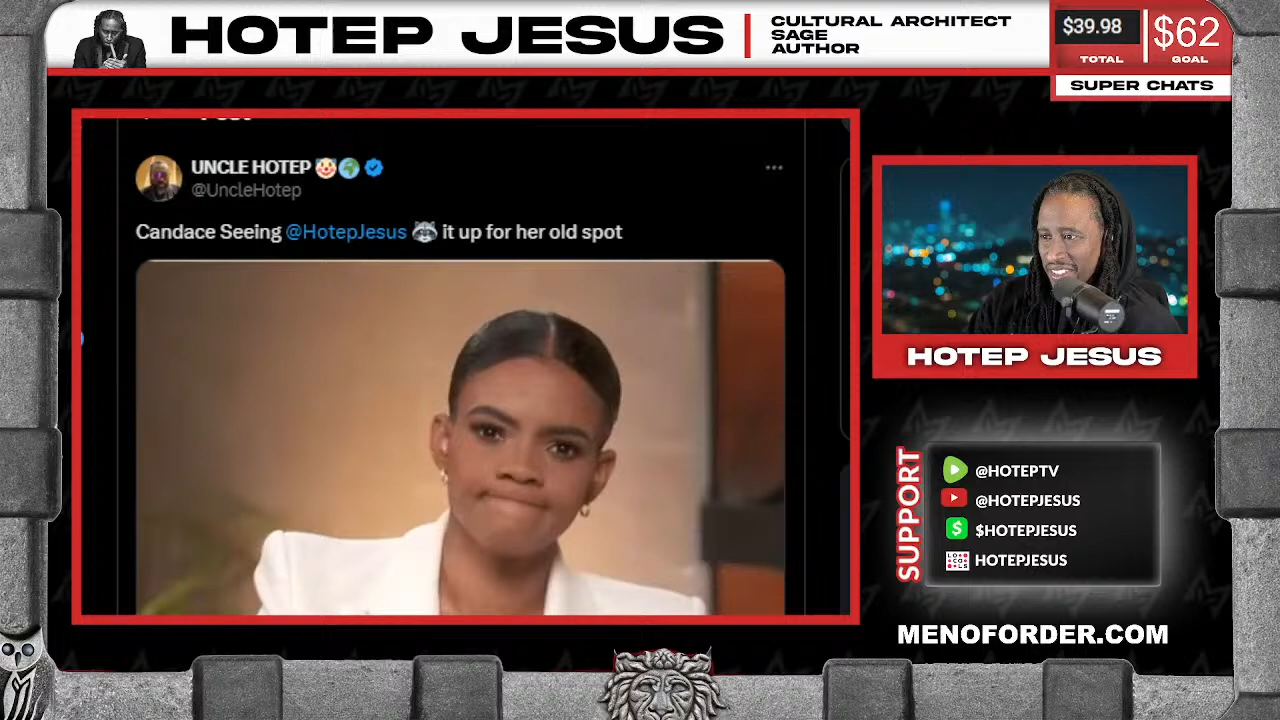 HOTEP JESUS
CULTURAL ARCHITECT
SAGE
AUTHOR
$39.98
TOTAL
$62
GOAL
SUPER CHATS
UNCLE HOTEP
@UncleHotep
Candace Seeing @HotepJesus it up for her old spot
HOTEP JESUS
SUPPORT
@HOTEPTV
@HOTEPJESUS
$HOTEPJESUS
LOCALS
HOTEPJESUS
MENOFORDER.COM